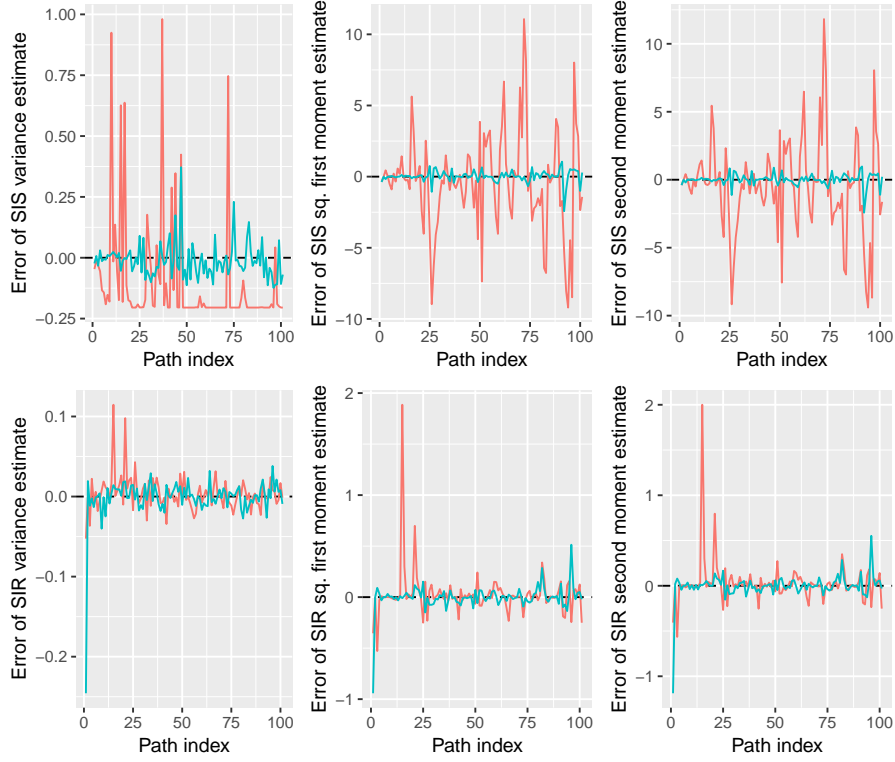 Error of SIS variance estimate
1.00
0.75
0.50
0.25
0.00
−0.25
0 25 50 75 100
Path index
Error of SIS sq. first moment estimate
10
5
0
−5
−10
0 25 50 75 100
Path index
Error of SIS second moment estimate
10
5
0
−5
−10
0 25 50 75 100
Path index
Error of SIR variance estimate
0.1
0.0
−0.1
−0.2
0 25 50 75 100
Path index
Error of SIR sq. first moment estimate
2
1
0
−1
0 25 50 75 100
Path index
Error of SIR second moment estimate
2
1
0
−1
0 25 50 75 100
Path index